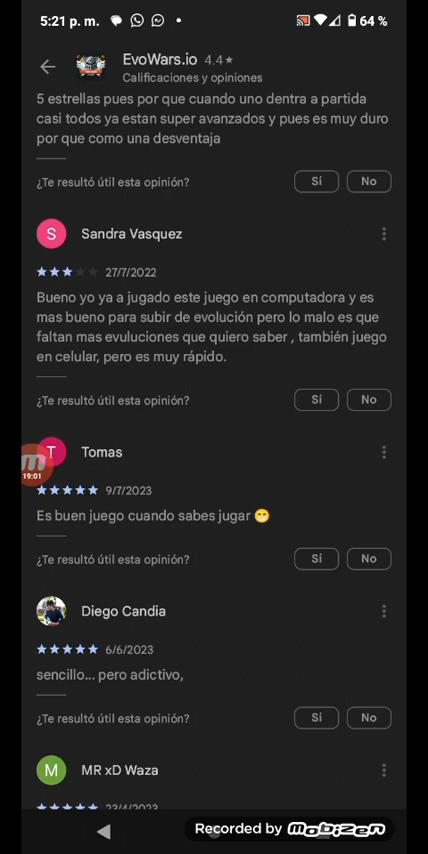 5:21 p. m.
64 %
EvoWars.io 4.4★
Calificaciones y opiniones
5 estrellas pues por que cuando uno dentra a partida
casi todos ya estan super avanzados y pues es muy duro
por que como una desventaja
¿Te resultó útil esta opinión?
Sí No
S Sandra Vasquez
27/7/2022
Bueno yo ya a jugado este juego en computadora y es
mas bueno para subir de evolución pero lo malo es que
faltan mas evuluciones que quiero saber , también juego
en celular, pero es muy rápido.
¿Te resultó útil esta opinión?
Sí No
T Tomas
19:01
9/7/2023
Es buen juego cuando sabes jugar 😁
¿Te resultó útil esta opinión?
Sí No
Diego Candia
6/6/2023
sencillo... pero adictivo,
¿Te resultó útil esta opinión?
Sí No
M MR xD Waza
23/4/2023
Recorded by Mobizen